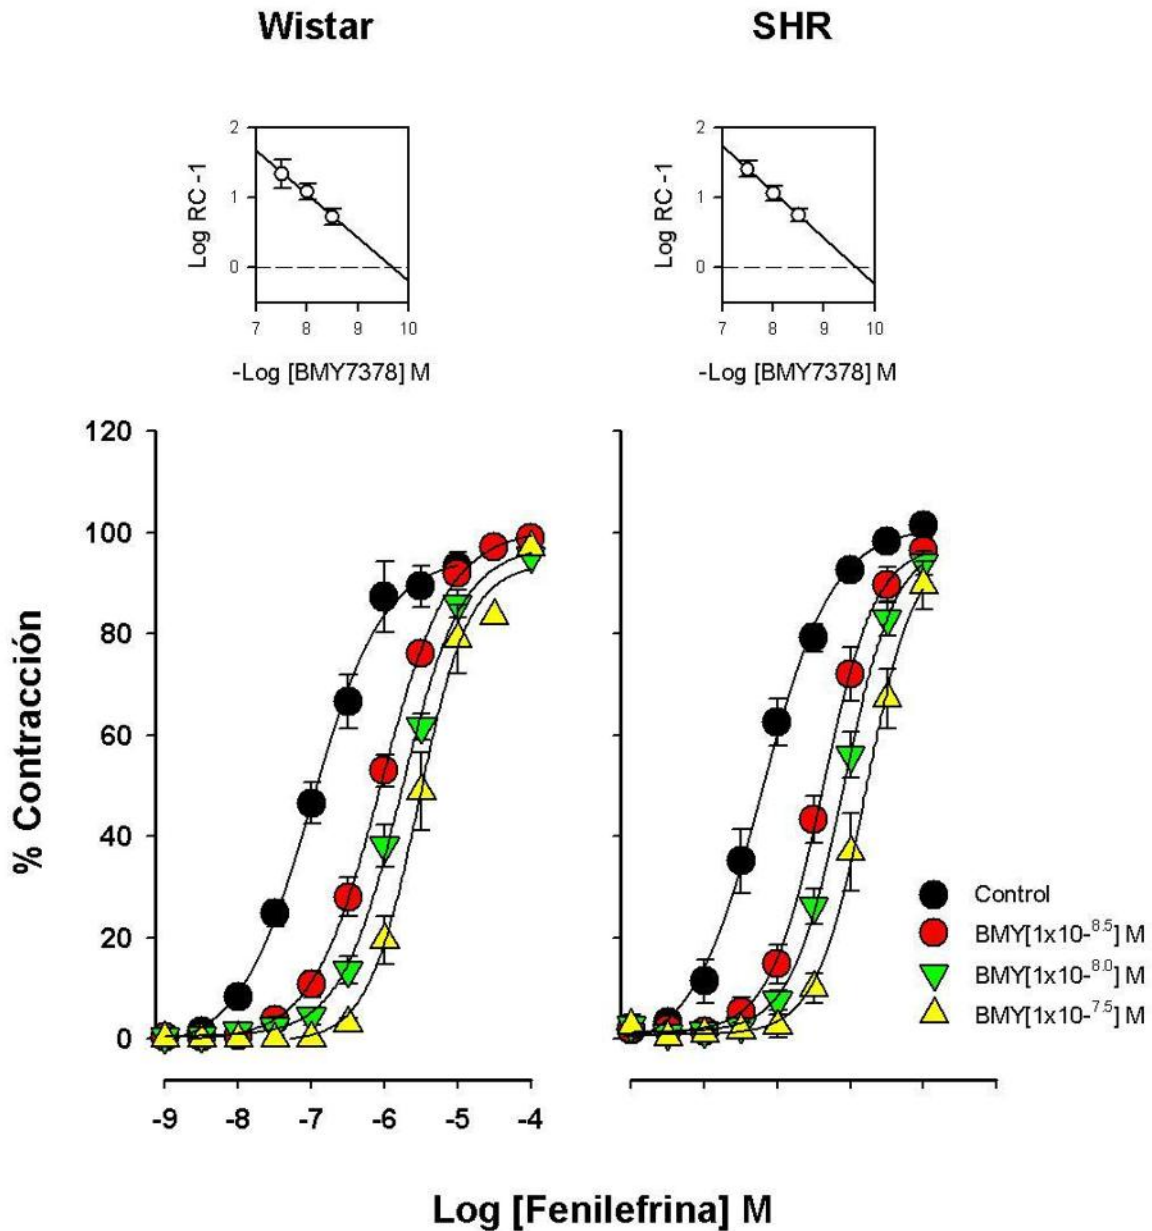 Wistar
SHR
2
1
0
Log RC -1
7 8 9 10
-Log [BMY7378] M
2
1
0
Log RC -1
7 8 9 10
-Log [BMY7378] M
120
100
80
60
40
20
0
% Contracción
-9 -8 -7 -6 -5 -4
Control
BMY[1x10-8.5] M
BMY[1x10-8.0] M
BMY[1x10-7.5] M
Log [Fenilefrina] M